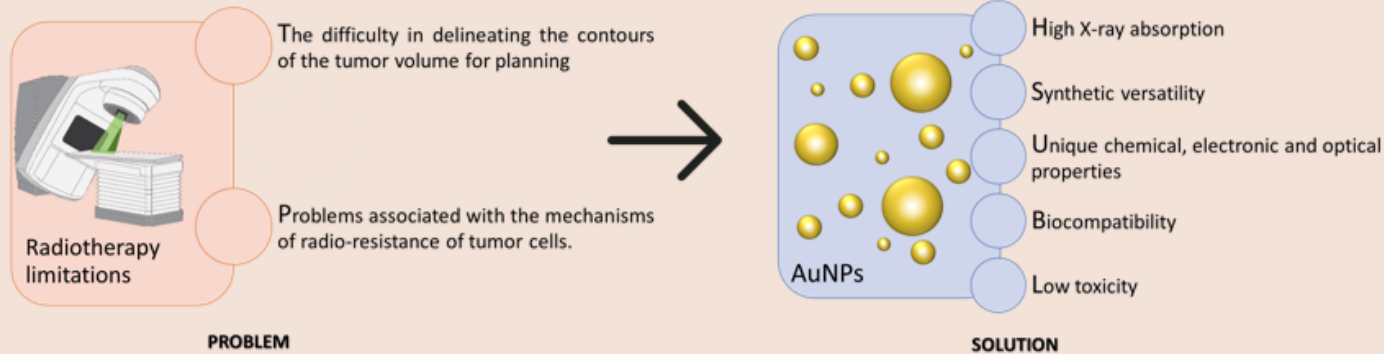 The difficulty in delineating the contours
of the tumor volume for planning
Problems associated with the mechanisms
of radio-resistance of tumor cells.
Radiotherapy
limitations
PROBLEM
High X-ray absorption
Synthetic versatility
Unique chemical, electronic and optical
properties
Biocompatibility
Low toxicity
AuNPs
SOLUTION